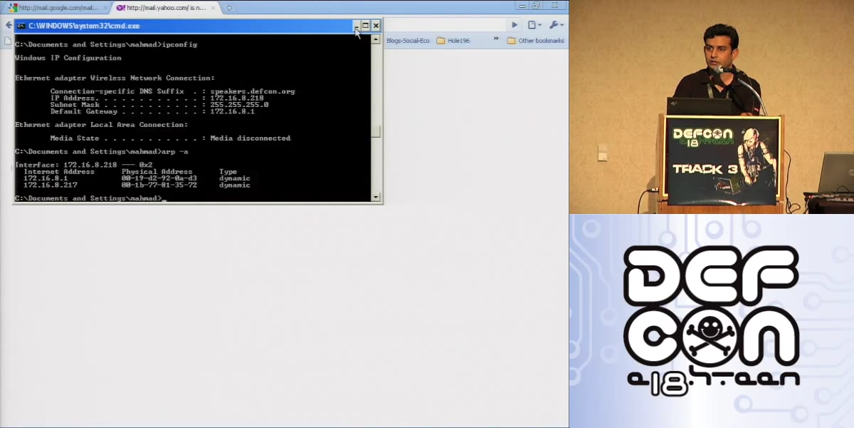 http://mail.google.com/mail...
http://mail.yahoo.com/ is n...
C:\WINDOWS\system32\cmd.exe
Blogs-Social-Eco
Hole196
»
Other bookmarks
C:\Documents and Settings\mahmad>ipconfig
Windows IP Configuration
Ethernet adapter Wireless Network Connection:
Connection-specific DNS Suffix . : speakers.defcon.org
IP Address. . . . . . . . . . . . : 172.16.8.218
Subnet Mask . . . . . . . . . . . : 255.255.255.0
Default Gateway . . . . . . . . . : 172.16.8.1
Ethernet adapter Local Area Connection:
Media State . . . . . . . . . . . : Media disconnected
C:\Documents and Settings\mahmad>arp -a
Interface: 172.16.8.218 --- 0x2
Internet Address Physical Address Type
172.16.8.1 00-19-d2-92-0a-d3 dynamic
172.16.8.217 00-1b-77-81-35-72 dynamic
C:\Documents and Settings\mahmad>_
DEFCON
18
TRACK 3
DEF
CON
e18h.teen